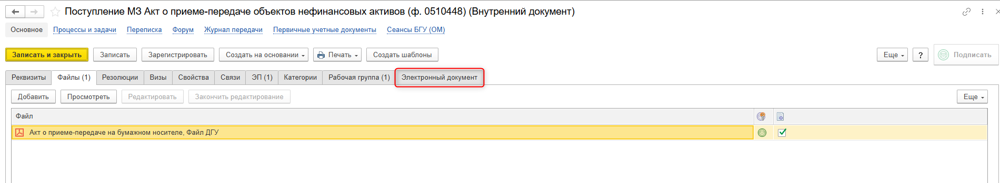 Поступление МЗ Акт о приеме-передаче объектов нефинансовых активов (ф. 0510448) (Внутренний документ)
Основное Процессы и задачи Переписка Форум Журнал передачи Первичные учетные документы Сеансы БГУ (ОМ)
Записать и закрыть Записать Зарегистрировать Создать на основании Печать Создать шаблоны Еще ? Подписать
Реквизиты Файлы (1) Резолюции Визы Свойства Связи ЭП (1) Категории Рабочая группа (1) Электронный документ
Добавить Просмотреть Редактировать Закончить редактирование Еще
Файл
Акт о приеме-передаче на бумажном носителе, Файл ДГУ